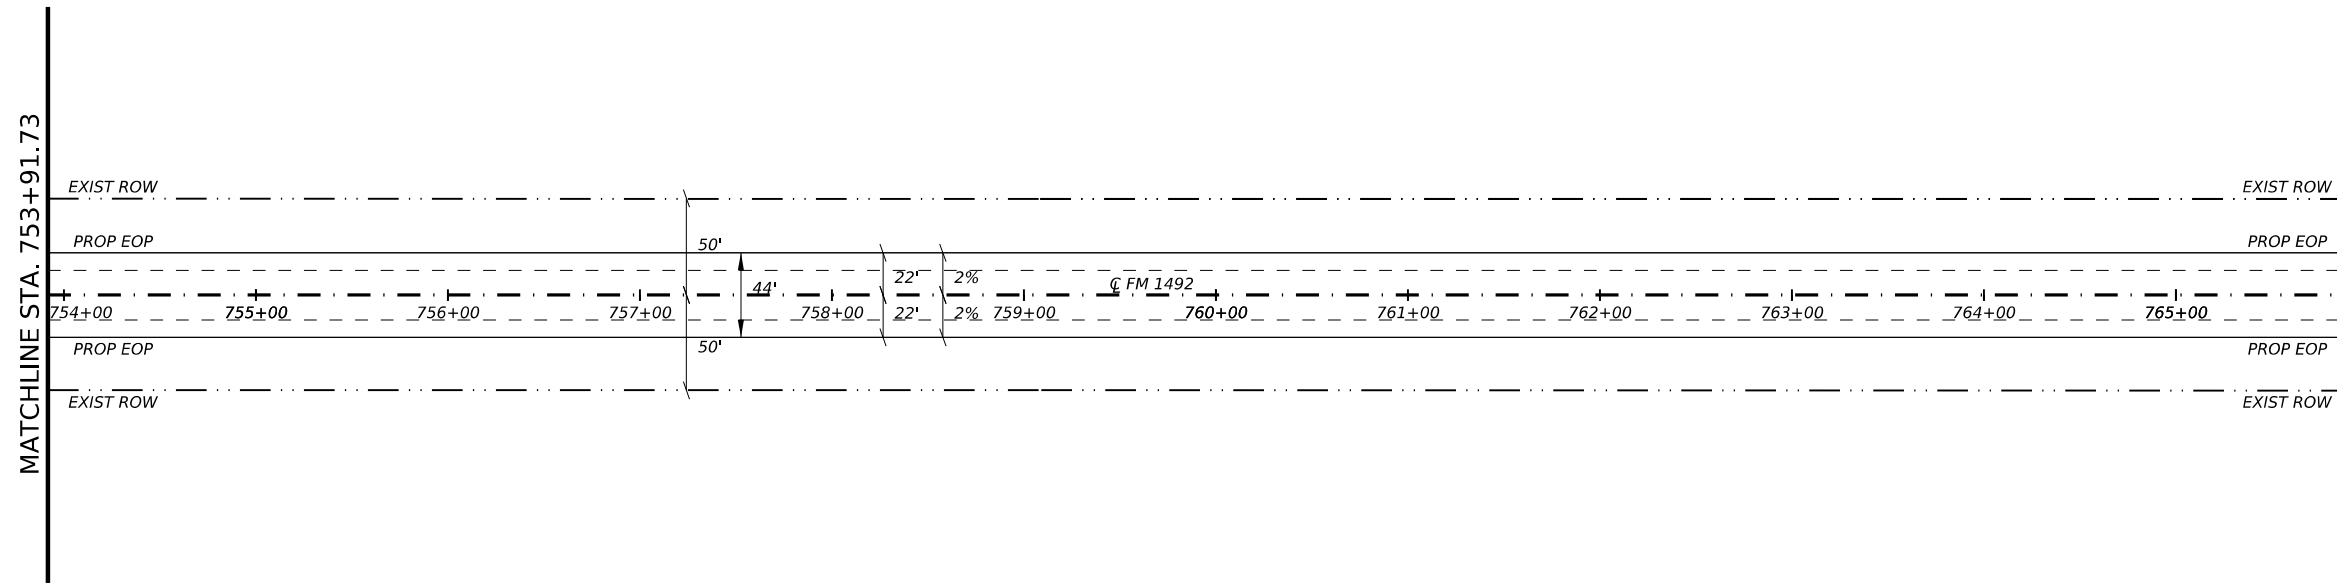 MATCHLINE STA. 753+91.73
EXIST ROW EXIST ROW
PROP EOP 50' PROP EOP
44' 22' 2% ℄ FM 1492
754+00 755+00 756+00 757+00 758+00 22' 2% 759+00 760+00 761+00 762+00 763+00 764+00 765+00
PROP EOP 50' PROP EOP
EXIST ROW EXIST ROW